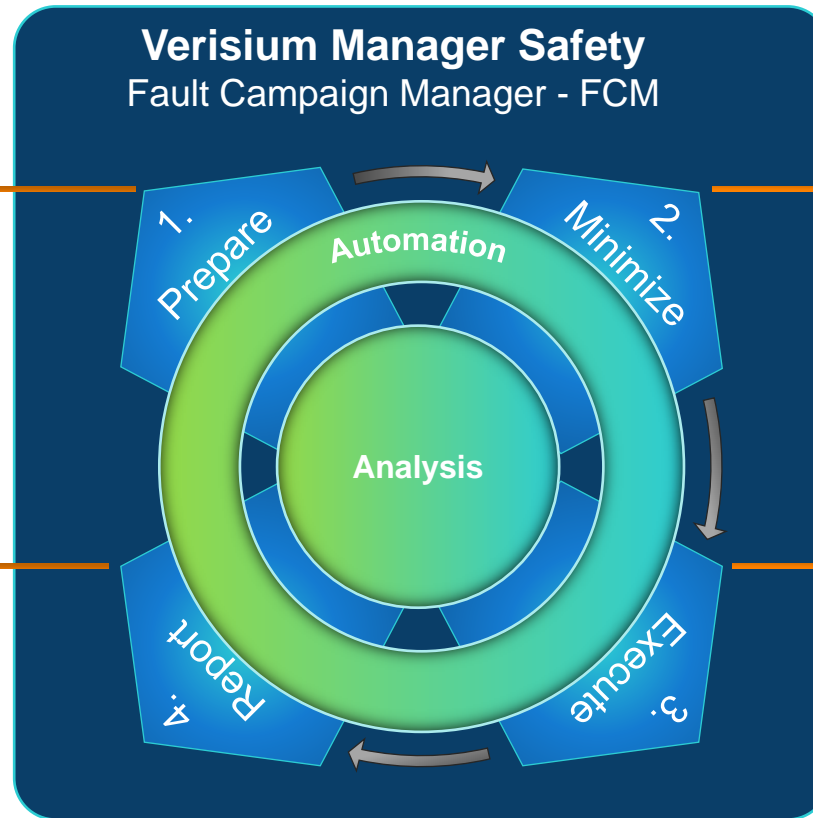 Verisium Manager Safety
Fault Campaign Manager - FCM
1.
Prepare
2.
Minimize
Automation
Analysis
4.
Report
3.
Execute